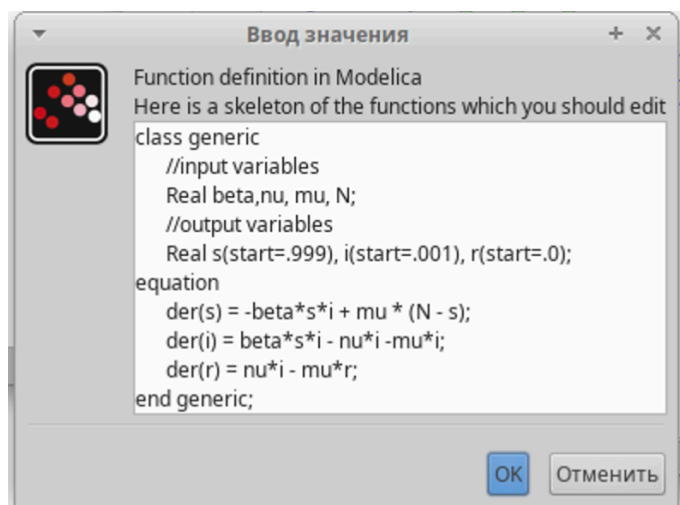 Ввод значения
Function definition in Modelica
Here is a skeleton of the functions which you should edit
class generic
//input variables
Real beta,nu, mu, N;
//output variables
Real s(start=.999), i(start=.001), r(start=.0);
equation
der(s) = -beta*s*i + mu * (N - s);
der(i) = beta*s*i - nu*i -mu*i;
der(r) = nu*i - mu*r;
end generic;
OK Отменить